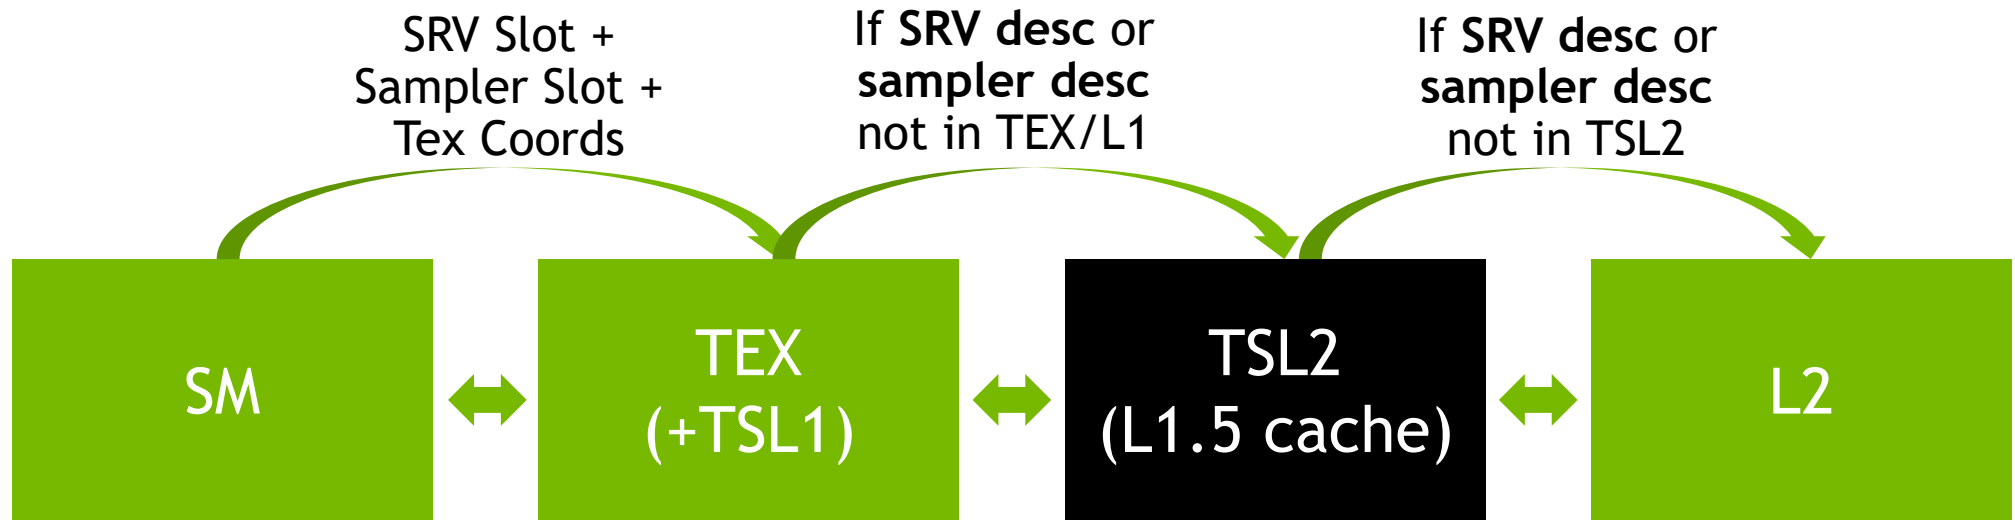 SRV Slot +
Sampler Slot +
Tex Coords
If SRV desc or
sampler desc
not in TEX/L1
If SRV desc or
sampler desc
not in TSL2
SM
TEX
(+TSL1)
TSL2
(L1.5 cache)
L2